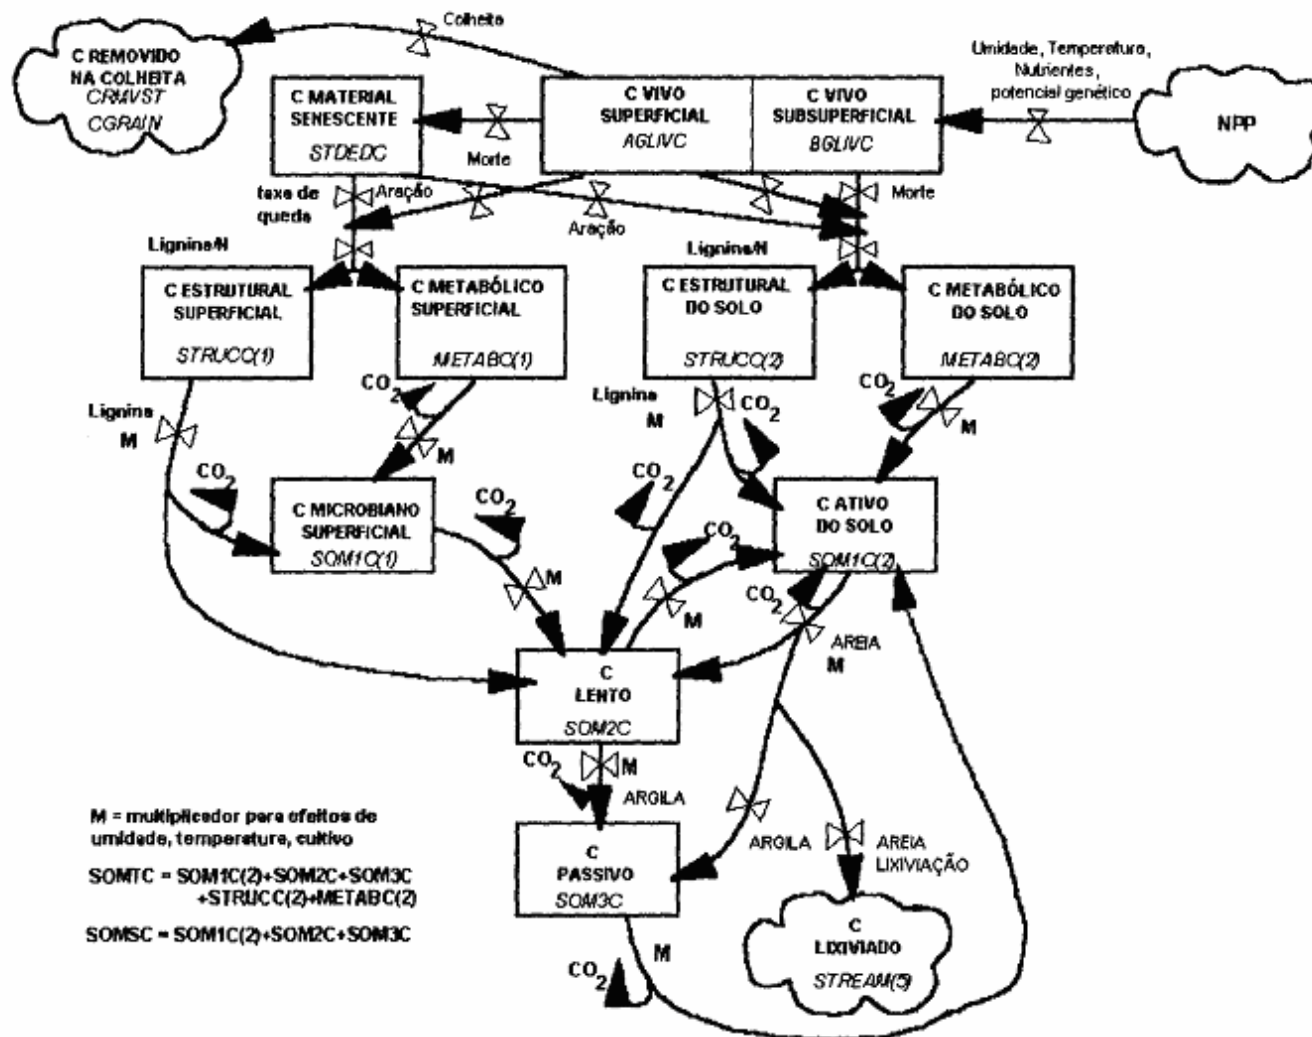 Colheita
C REMOVIDO
NA COLHEITA
CRMVST
CGRAIN
C MATERIAL
SENESCENTE
STDEDC
C VIVO
SUPERFICIAL
AGLIVC
C VIVO
SUBSUPERFICIAL
BGLIVC
Umidade, Temperatura,
Nutrientes,
potencial genético
NPP
Morte
taxa de
queda
Aração
Aração
Morte
Lignina/N
Lignina/N
C ESTRUTURAL
SUPERFICIAL
STRUCC(1)
C METABÓLICO
SUPERFICIAL
METABC(1)
C ESTRUTURAL
DO SOLO
STRUCC(2)
C METABÓLICO
DO SOLO
METABC(2)
Lignina
M
CO2
M
Lignina
M
CO2
CO2
M
CO2
C MICROBIANO
SUPERFICIAL
SOM1C(1)
CO2
M
CO2
CO2
M
C ATIVO
DO SOLO
SOM1C(2)
CO2
AREIA
M
C
LENTO
SOM2C
CO2
M
ARGILA
C
PASSIVO
SOM3C
ARGILA
AREIA
LIXIVIAÇÃO
C
LIXIVIADO
STREAM(5)
M
CO2
M = multiplicador para efeitos de
umidade, temperature, cultivo
SOMTC = SOM1C(2)+SOM2C+SOM3C
+STRUCC(2)+METABC(2)
SOMSC = SOM1C(2)+SOM2C+SOM3C